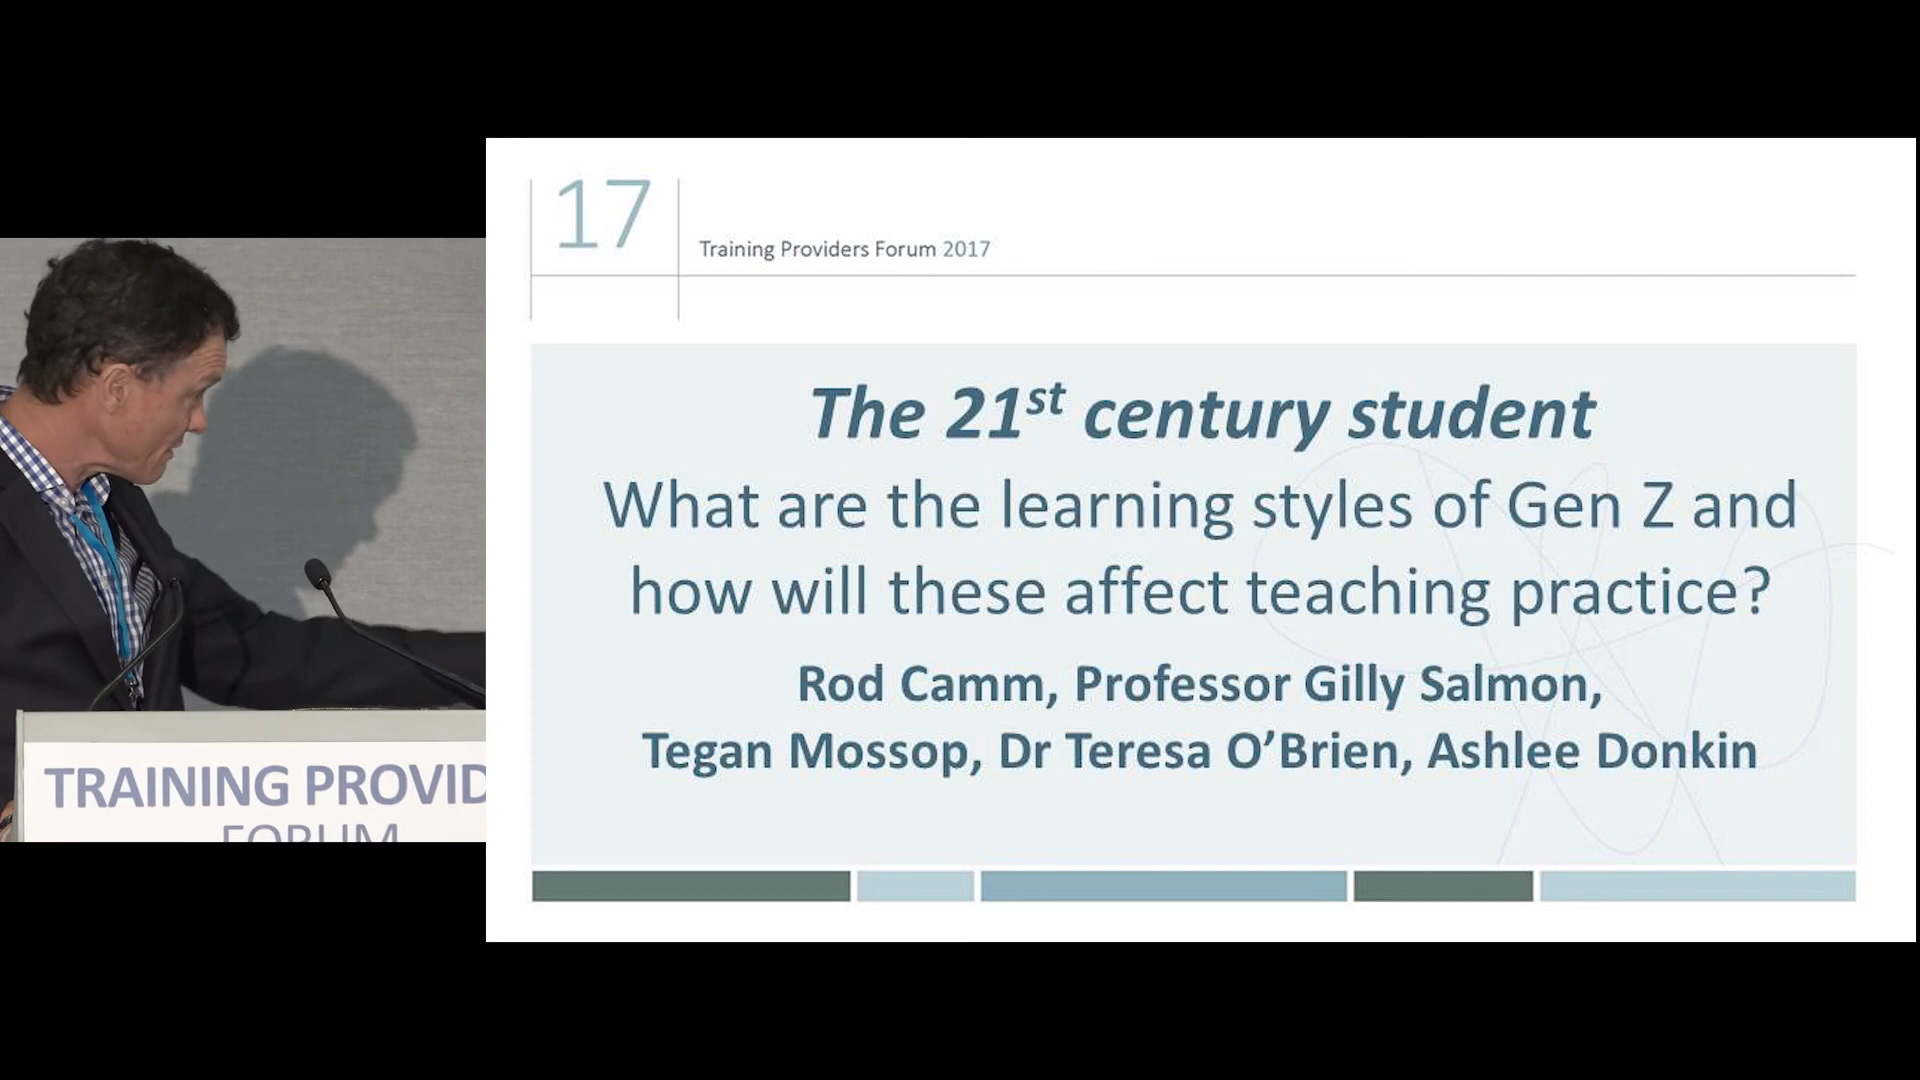 17
Training Providers Forum 2017
The 21st century student
What are the learning styles of Gen Z and
how will these affect teaching practice?
Rod Camm, Professor Gilly Salmon,
Tegan Mossop, Dr Teresa O’Brien, Ashlee Donkin
TRAINING PROVID
FORUM